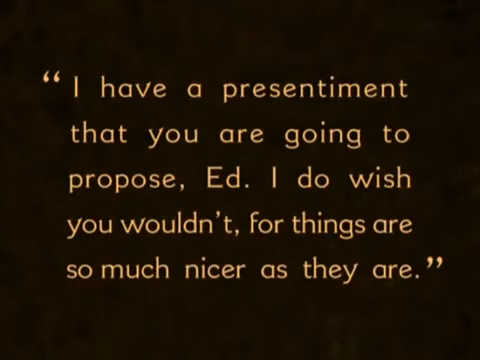 “I have a presentiment
that you are going to
propose, Ed. I do wish
you wouldn’t, for things are
so much nicer as they are.”